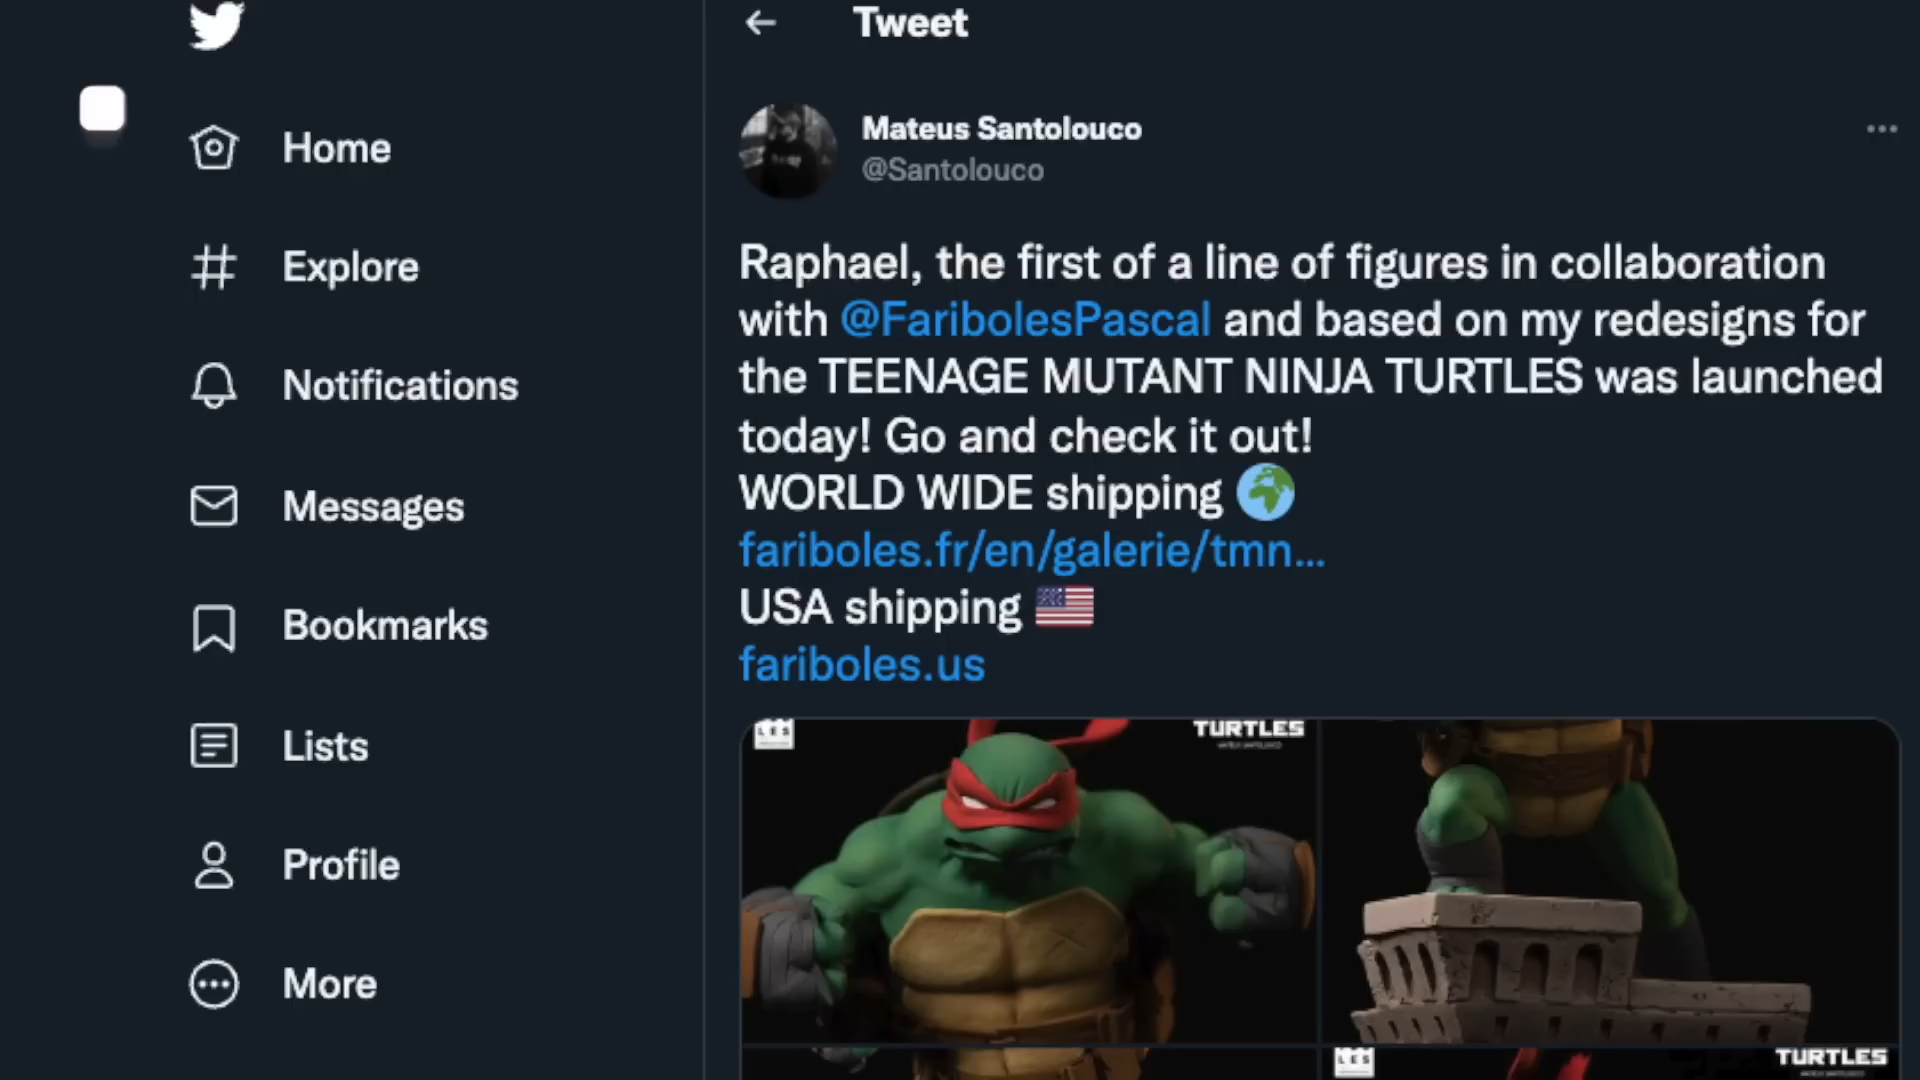 Tweet
Home
Explore
Notifications
Messages
Bookmarks
Lists
Profile
More
Mateus Santolouco
@Santolouco
Raphael, the first of a line of figures in collaboration
with @FaribolesPascal and based on my redesigns for
the TEENAGE MUTANT NINJA TURTLES was launched
today! Go and check it out!
WORLD WIDE shipping 🌍
fariboles.fr/en/galerie/tmn...
USA shipping 🇺🇸
fariboles.us
LES
TURTLES
LES
TURTLES